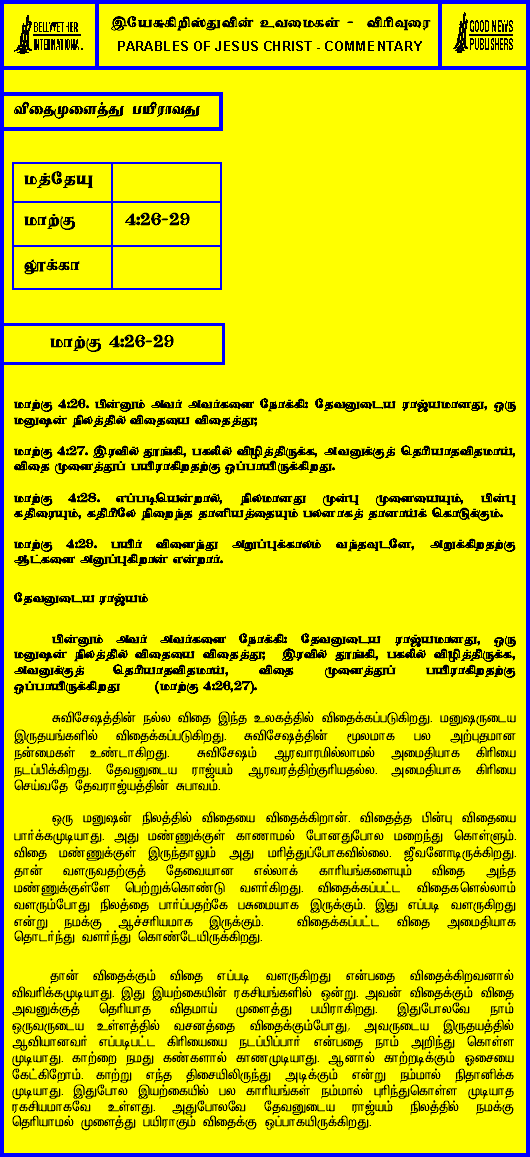 BELLWETHER
INTERNATIONAL
இயேசுகிறிஸ்துவின் உவமைகள் - விரிவுரை
PARABLES OF JESUS CHRIST - COMMENTARY
GOOD NEWS
PUBLISHERS
விதைமுளைத்து பயிராவது
மத்தேயு
மாற்கு 4:26-29
லூக்கா
மாற்கு 4:26-29
மாற்கு 4:26. பின்னும் அவர் அவர்களை நோக்கி: தேவனுடைய ராஜ்யமானது, ஒரு
மனுஷன் நிலத்தில் விதையை விதைத்து;
மாற்கு 4:27. இரவில் தூங்கி, பகலில் விழித்திருக்க, அவனுக்குத் தெரியாதவிதமாய்,
விதை முளைத்துப் பயிராகிறதற்கு ஒப்பாயிருக்கிறது.
மாற்கு 4:28. எப்படியென்றால், நிலமானது முன்பு முளையையும், பின்பு
கதிரையும், கதிரிலே நிறைந்த தானியத்தையும் பலனாகத் தானாய்க் கொடுக்கும்.
மாற்கு 4:29. பயிர் விளைந்து அறுப்புக்காலம் வந்தவுடனே, அறுக்கிறதற்கு
ஆட்களை அனுப்புகிறான் என்றார்.
தேவனுடைய ராஜ்யம்
பின்னும் அவர் அவர்களை நோக்கி: தேவனுடைய ராஜ்யமானது, ஒரு
மனுஷன் நிலத்தில் விதையை விதைத்து; இரவில் தூங்கி, பகலில் விழித்திருக்க,
அவனுக்குத் தெரியாதவிதமாய், விதை முளைத்துப் பயிராகிறதற்கு
ஒப்பாயிருக்கிறது (மாற்கு 4:26,27).
சுவிசேஷத்தின் நல்ல விதை இந்த உலகத்தில் விதைக்கப்படுகிறது. மனுஷருடைய
இருதயங்களில் விதைக்கப்படுகிறது. சுவிசேஷத்தின் மூலமாக பல அற்புதமான
நன்மைகள் உண்டாகிறது. சுவிசேஷம் ஆரவாரமில்லாமல் அமைதியாக கிரியை
நடப்பிக்கிறது. தேவனுடைய ராஜ்யம் ஆரவரத்திற்குரியதல்ல. அமைதியாக கிரியை
செய்வதே தேவராஜ்யத்தின் சுபாவம்.
ஒரு மனுஷன் நிலத்தில் விதையை விதைக்கிறான். விதைத்த பின்பு விதையை
பார்க்கமுடியாது. அது மண்ணுக்குள் காணாமல் போனதுபோல மறைந்து கொள்ளும்.
விதை மண்ணுக்குள் இருந்தாலும் அது மரித்துப்போகவில்லை. ஜீவனோடிருக்கிறது.
தான் வளருவதற்குத் தேவையான எல்லாக் காரியங்களையும் விதை அந்த
மண்ணுக்குள்ளே பெற்றுக்கொண்டு வளர்கிறது. விதைக்கப்பட்ட விதைகளெல்லாம்
வளரும்போது நிலத்தை பார்ப்பதற்கே பசுமையாக இருக்கும். இது எப்படி வளருகிறது
என்று நமக்கு ஆச்சரியமாக இருக்கும். விதைக்கப்பட்ட விதை அமைதியாக
தொடர்ந்து வளர்ந்து கொண்டேயிருக்கிறது.
தான் விதைக்கும் விதை எப்படி வளருகிறது என்பதை விதைக்கிறவனால்
விவரிக்கமுடியாது. இது இயற்கையின் ரகசியங்களில் ஒன்று. அவன் விதைக்கும் விதை
அவனுக்குத் தெரியாத விதமாய் முளைத்து பயிராகிறது. இதுபோலவே நாம்
ஒருவருடைய உள்ளத்தில் வசனத்தை விதைக்கும்போது, அவருடைய இருதயத்தில்
ஆவியானவர் எப்படிபட்ட கிரியையை நடப்பிப்பார் என்பதை நாம் அறிந்து கொள்ள
முடியாது. காற்றை நமது கண்களால் காணமுடியாது. ஆனால் காற்றடிக்கும் ஓசையை
கேட்கிறோம். காற்று எந்த திசையிலிருந்து அடிக்கும் என்று நம்மால் நிதானிக்க
முடியாது. இதுபோல இயற்கையில் பல காரியங்கள் நம்மால் புரிந்துகொள்ள முடியாத
ரகசியமாகவே உள்ளது. அதுபோலவே தேவனுடைய ராஜ்யம் நிலத்தில் நமக்கு
தெரியாமல் முளைத்து பயிராகும் விதைக்கு ஒப்பாகயிருக்கிறது.